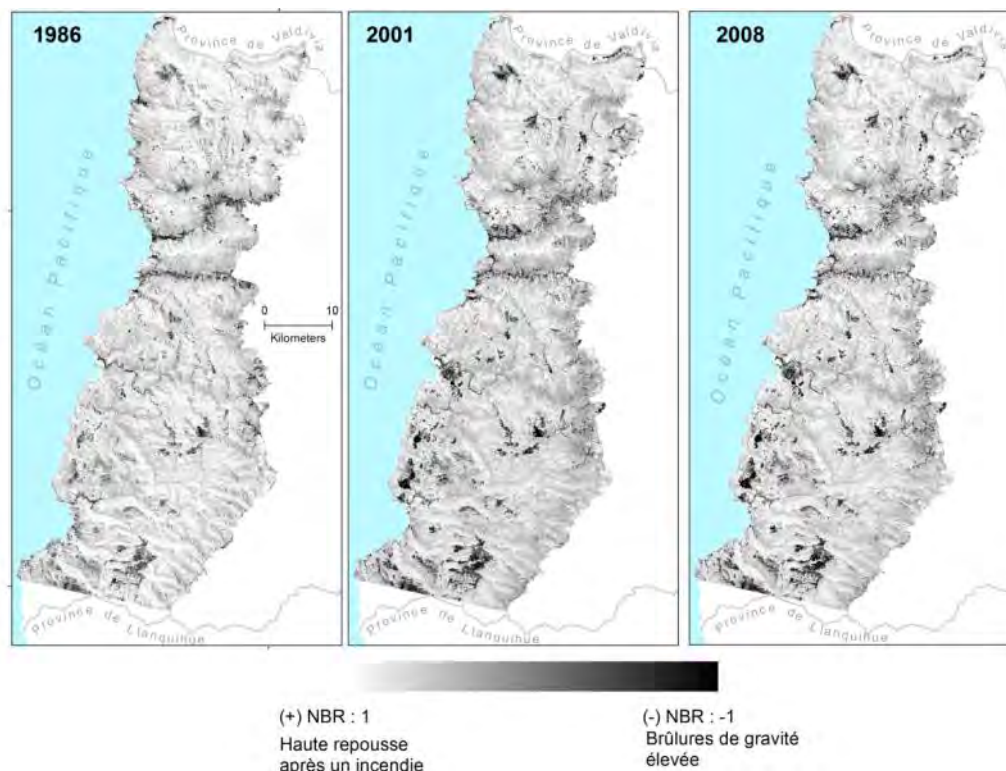 1986
Province de Valdivia
Océan Pacifique
0 10
Kilometers
Province de Llanquihue
2001
Province de Valdivia
Océan Pacifique
Province de Llanquihue
2008
Province de Valdivia
Océan Pacifique
Province de Llanquihue
(+) NBR : 1
Haute repousse
après un incendie
(-) NBR : -1
Brûlures de gravité
élevée